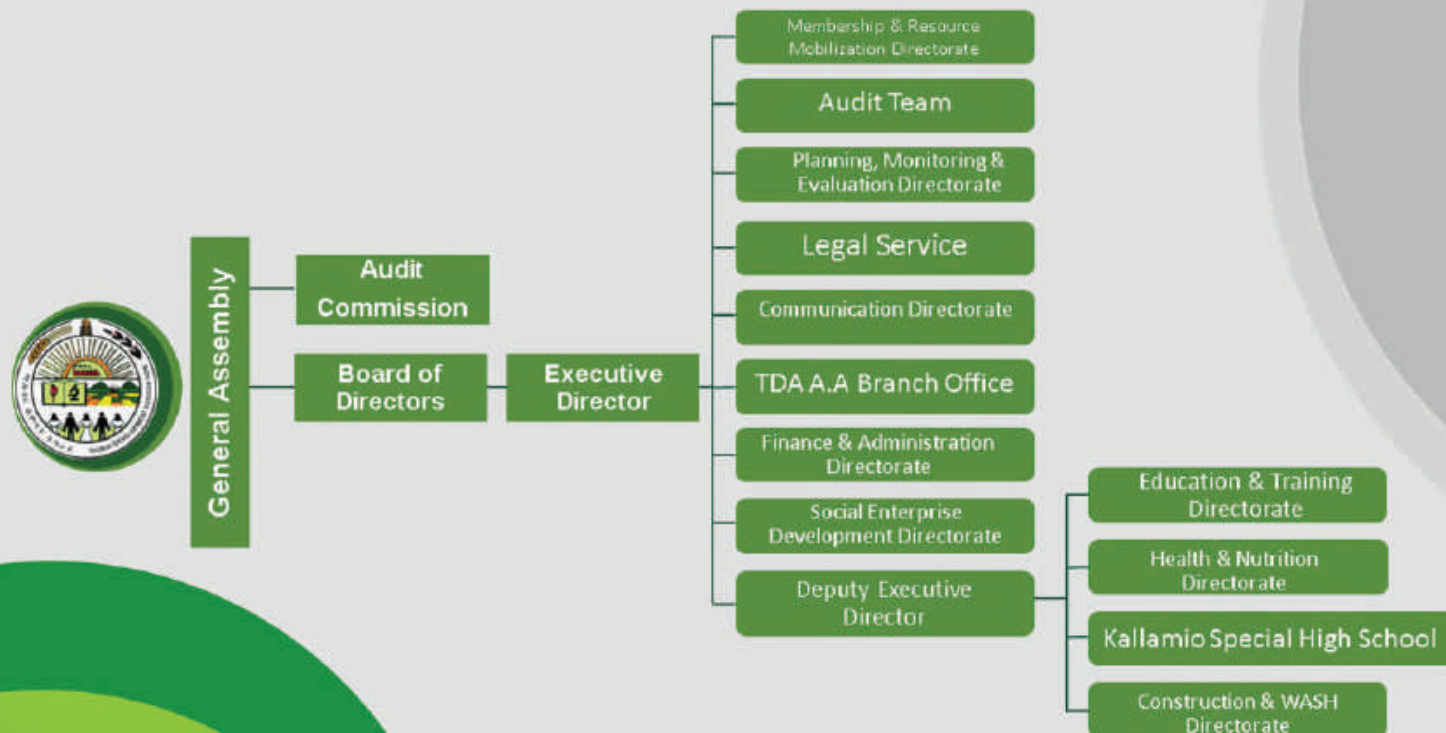 General Assembly
Audit
Commission
Board of
Directors
Executive
Director
Membership & Resource
Mobilization Directorate
Audit Team
Planning, Monitoring &
Evaluation Directorate
Legal Service
Communication Directorate
TDA A.A Branch Office
Finance & Administration
Directorate
Social Enterprise
Development Directorate
Deputy Executive
Director
Education & Training
Directorate
Health & Nutrition
Directorate
Kallamio Special High School
Construction & WASH
Directorate